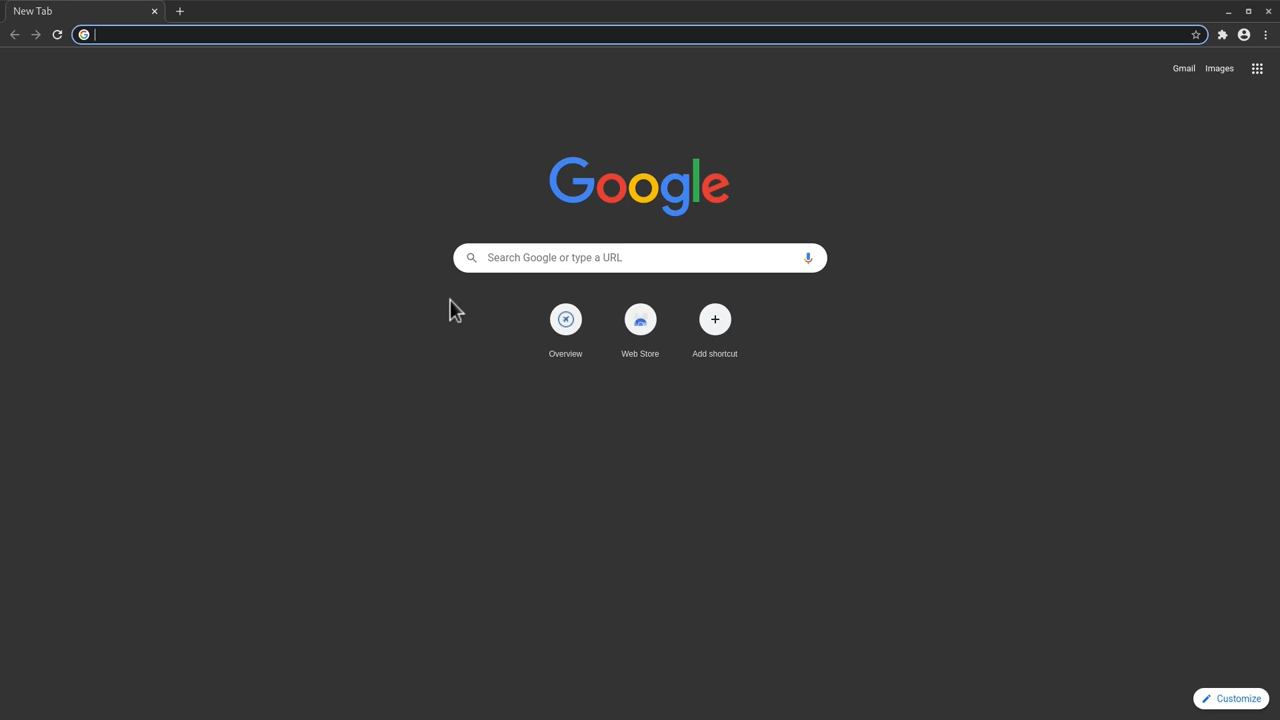 New Tab
Gmail Images
Google
Search Google or type a URL
Overview Web Store Add shortcut
Customize